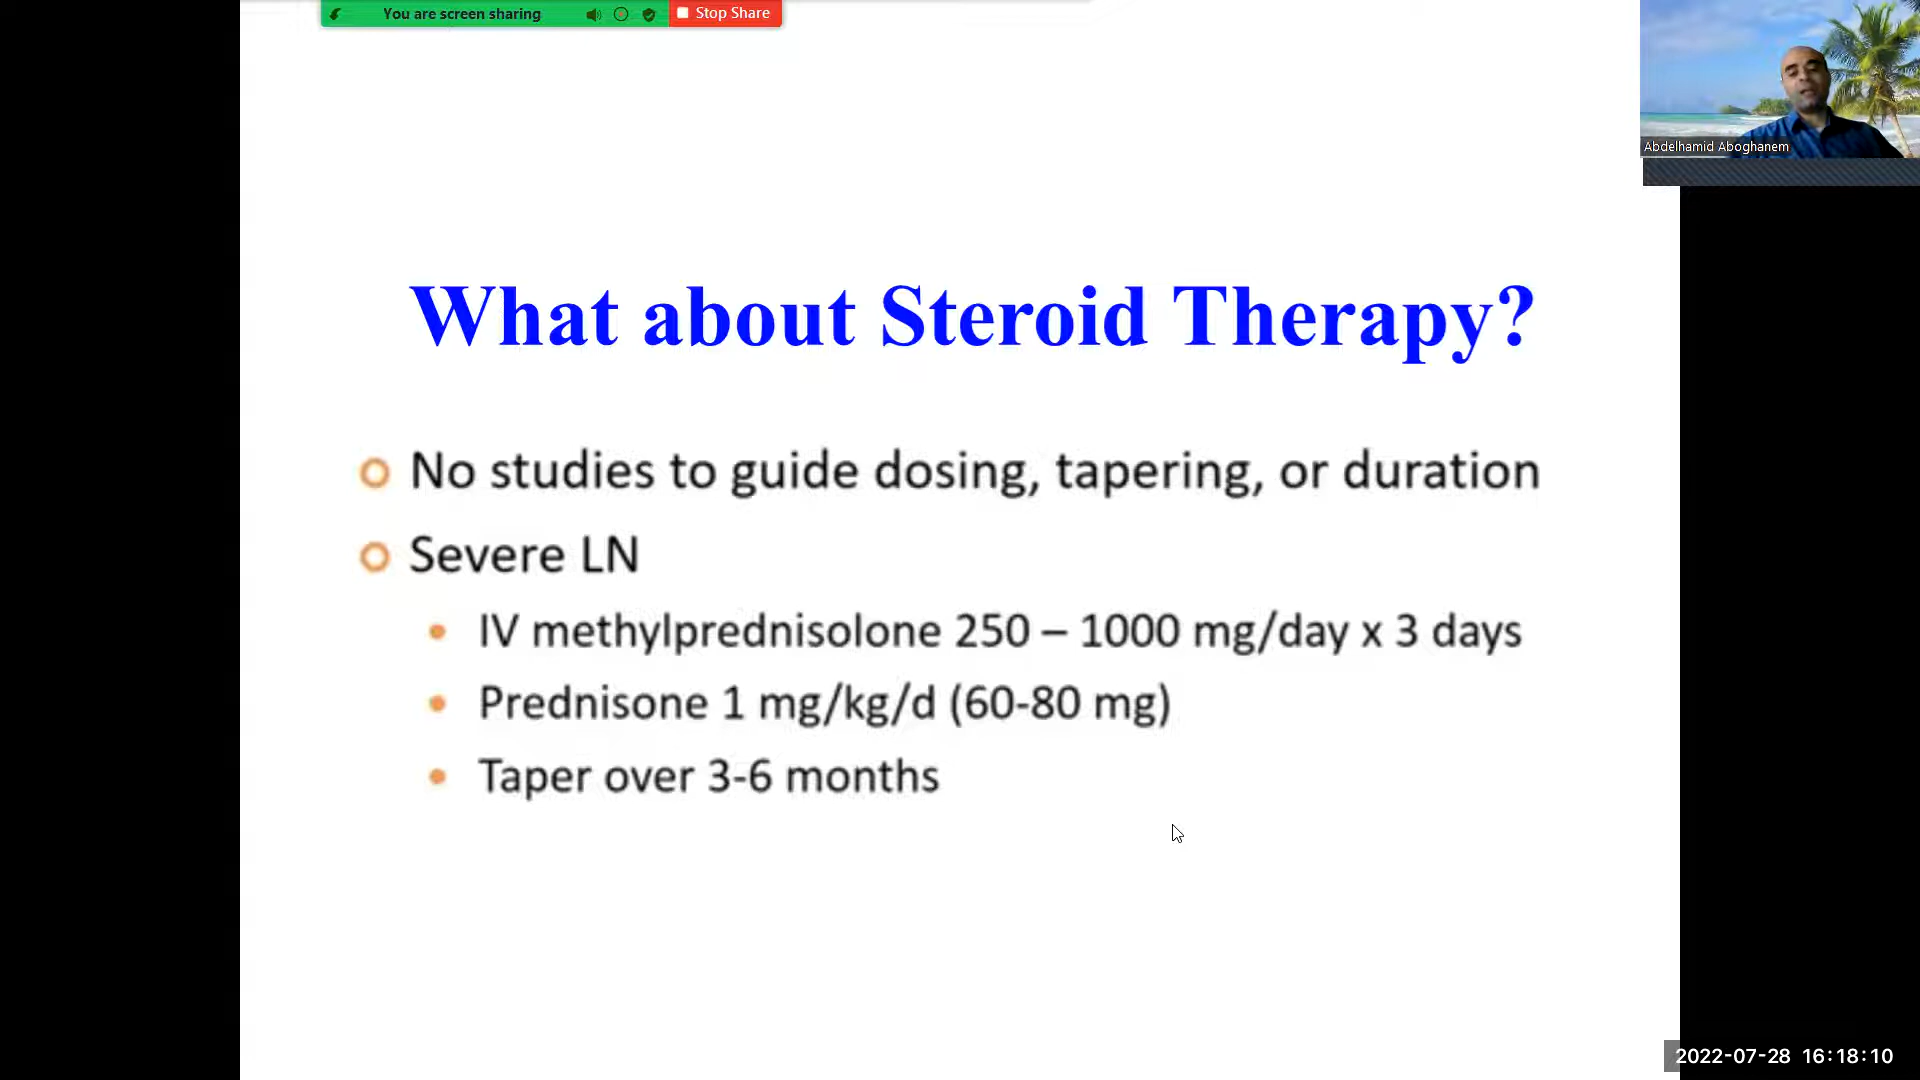 You are screen sharing
Stop Share
Abdelhamid Aboghanem
What about Steroid Therapy?
No studies to guide dosing, tapering, or duration
Severe LN
IV methylprednisolone 250 – 1000 mg/day x 3 days
Prednisone 1 mg/kg/d (60-80 mg)
Taper over 3-6 months
2022-07-28 16:18:10